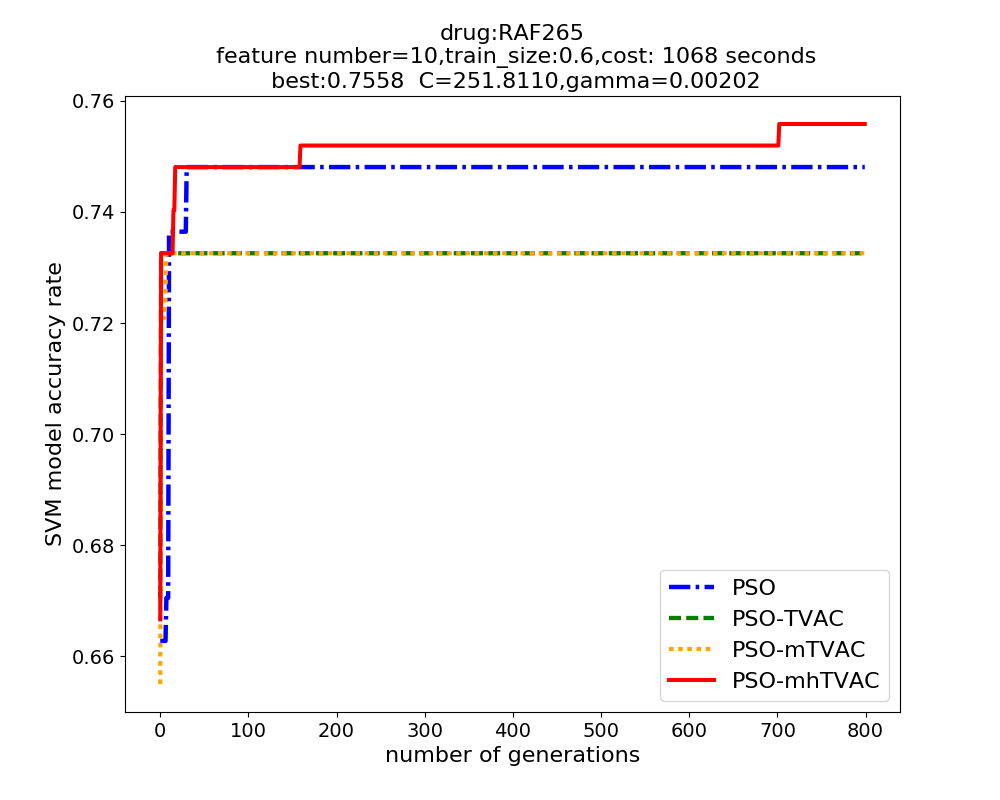 drug:RAF265
feature number=10,train_size:0.6,cost: 1068 seconds
best:0.7558  C=251.8110,gamma=0.00202
0.76
0.74
0.72
0.70
0.68
0.66
SVM model accuracy rate
PSO
PSO-TVAC
PSO-mTVAC
PSO-mhTVAC
0 100 200 300 400 500 600 700 800
number of generations